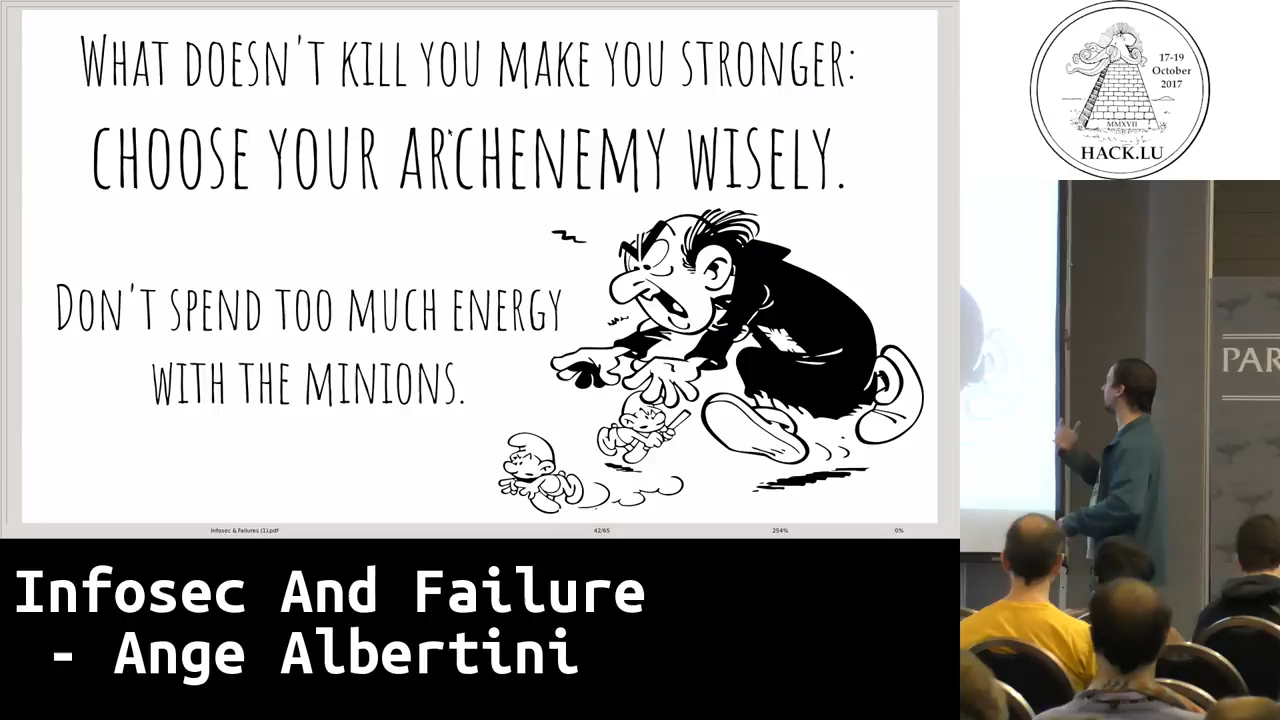 WHAT DOESN'T KILL YOU MAKE YOU STRONGER:
CHOOSE YOUR ARCHENEMY WISELY.
DON'T SPEND TOO MUCH ENERGY
WITH THE MINIONS.
Infosec & Failures (1).pdf
42/65
254%
0%
17-19
October
2017
MMXVII
HACK.LU
PAR
Infosec And Failure
- Ange Albertini